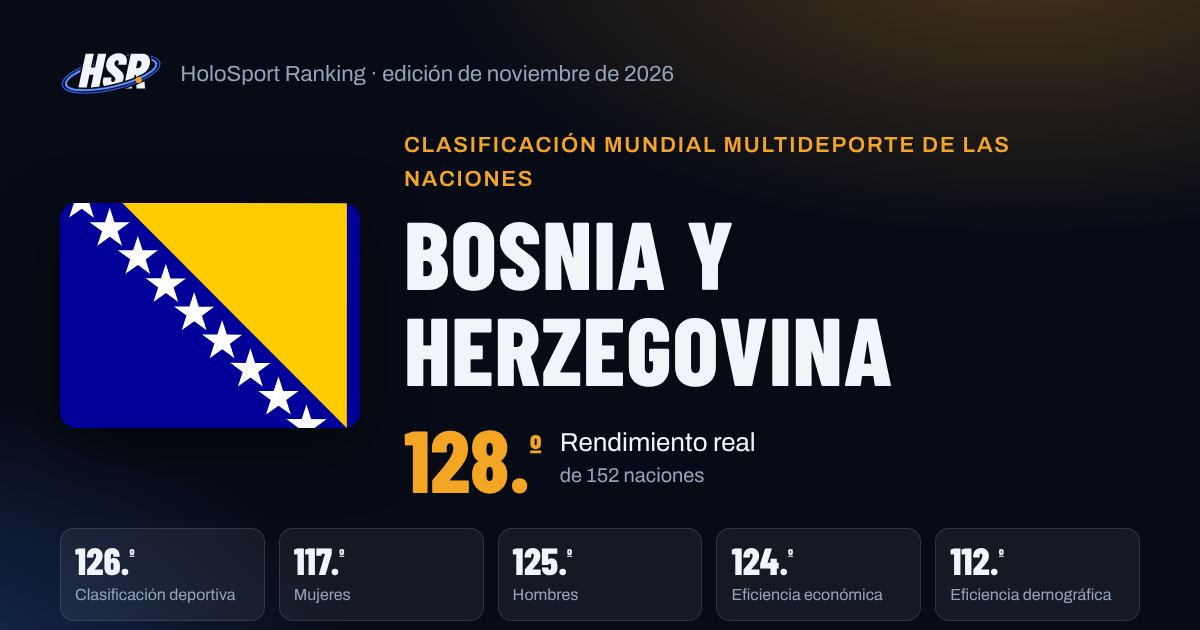 HSR HoloSport Ranking · edición de noviembre de 2026
CLASIFICACIÓN MUNDIAL MULTIDEPORTE DE LAS
NACIONES
BOSNIA Y
HERZEGOVINA
128.º Rendimiento real
de 152 naciones
126.º
Clasificación deportiva
117.º
Mujeres
125.º
Hombres
124.º
Eficiencia económica
112.º
Eficiencia demográfica